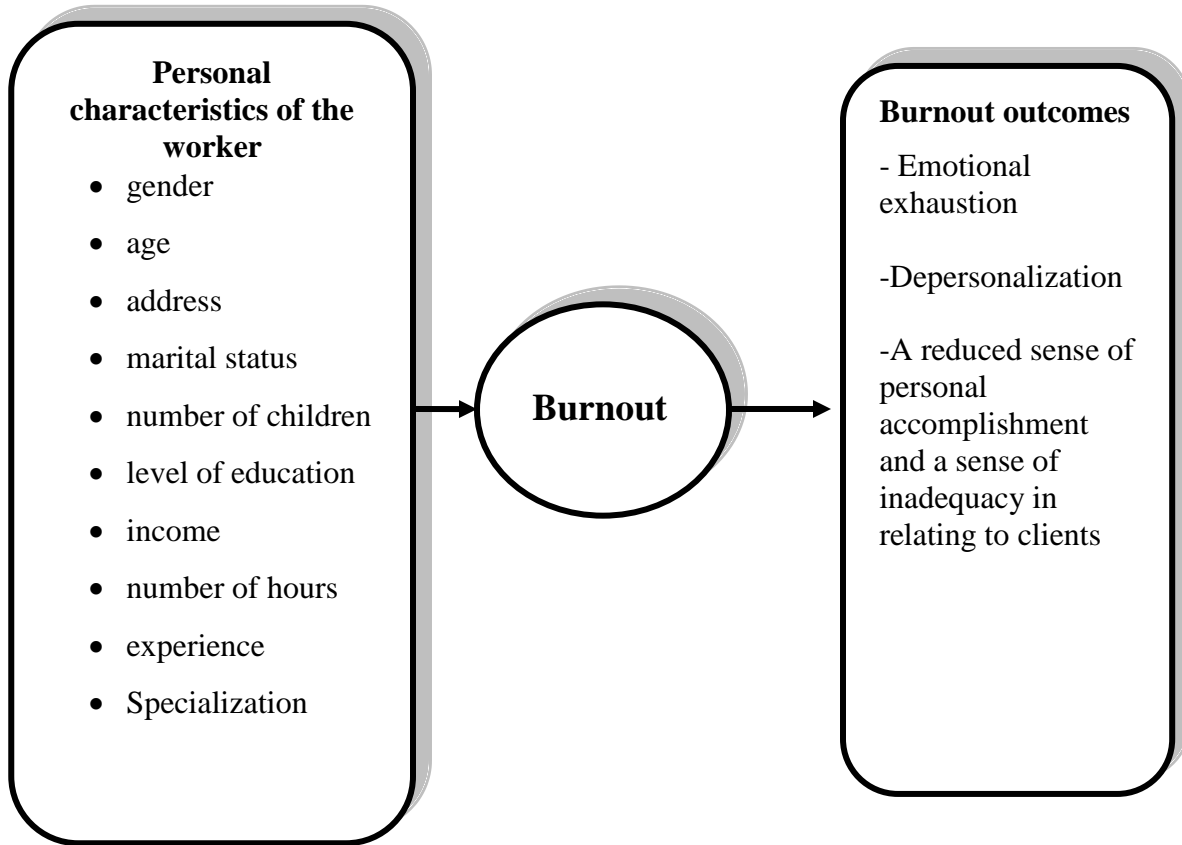 Personal
characteristics of the
worker
• gender
• age
• address
• marital status
• number of children
• level of education
• income
• number of hours
• experience
• Specialization
Burnout
Burnout outcomes
- Emotional
exhaustion
-Depersonalization
-A reduced sense of
personal
accomplishment
and a sense of
inadequacy in
relating to clients